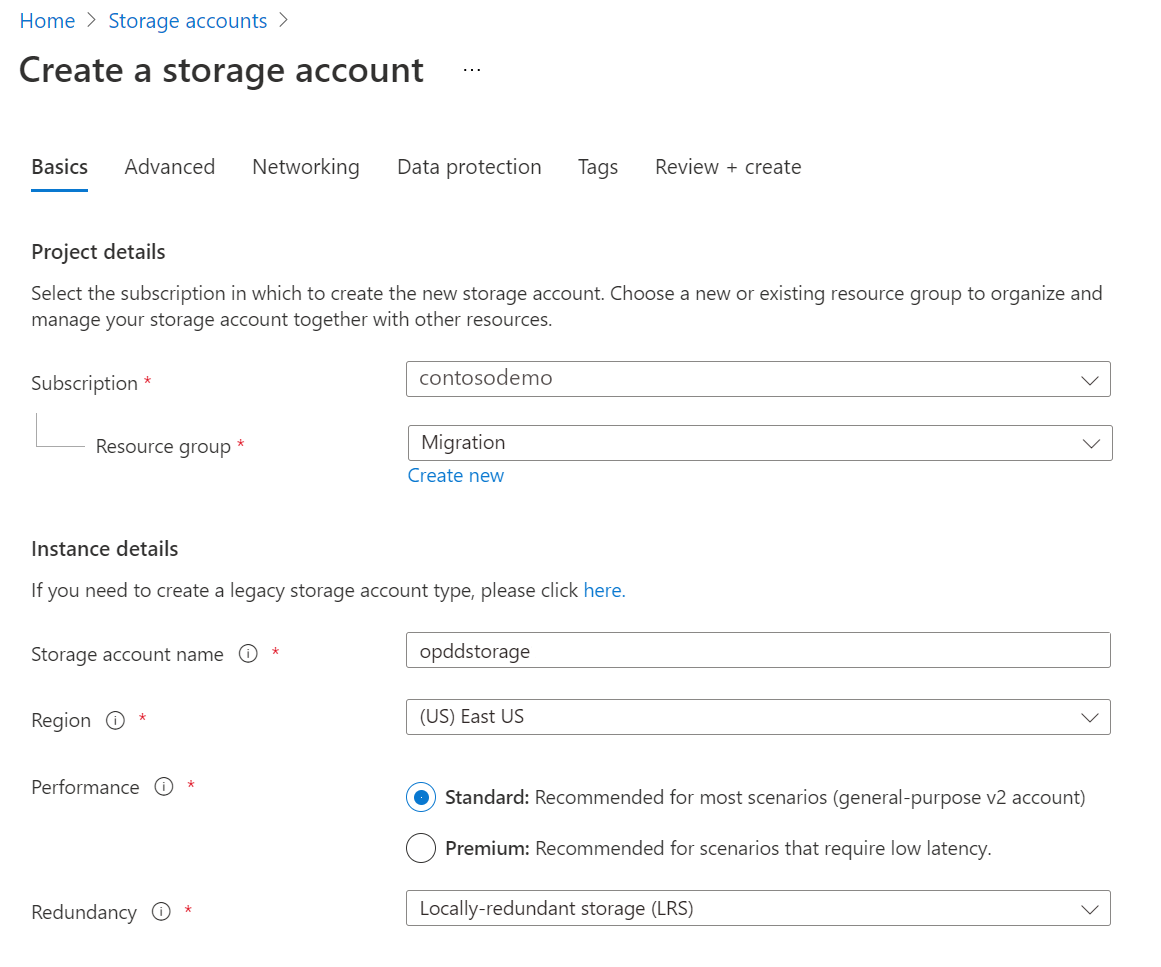 Home > Storage accounts >
Create a storage account ...
Basics Advanced Networking Data protection Tags Review + create
Project details
Select the subscription in which to create the new storage account. Choose a new or existing resource group to organize and
manage your storage account together with other resources.
Subscription * contosodemo
Resource group * Migration
Create new
Instance details
If you need to create a legacy storage account type, please click here.
Storage account name * opddstorage
Region * (US) East US
Performance * Standard: Recommended for most scenarios (general-purpose v2 account)
Premium: Recommended for scenarios that require low latency.
Redundancy * Locally-redundant storage (LRS)